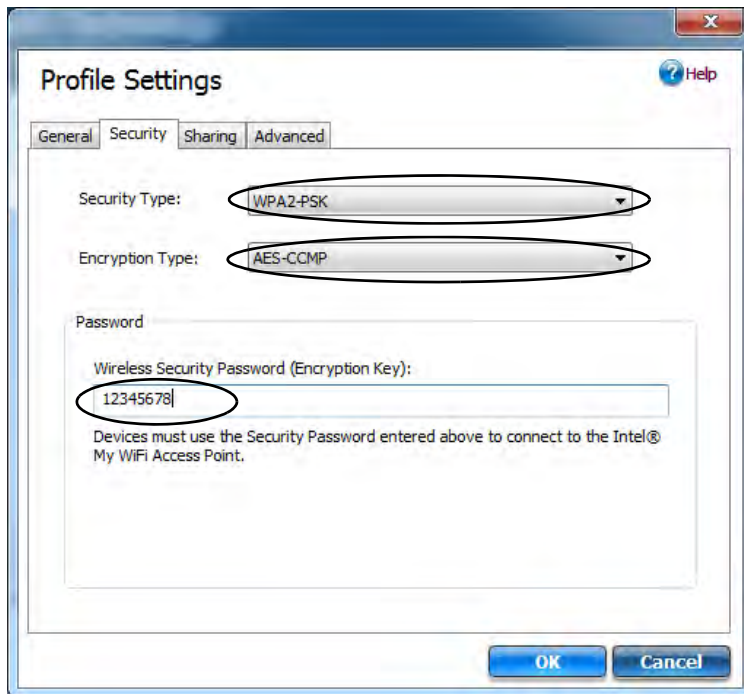 Profile Settings
Help
General Security Sharing Advanced
Security Type: WPA2-PSK
Encryption Type: AES-CCMP
Password
Wireless Security Password (Encryption Key):
12345678
Devices must use the Security Password entered above to connect to the Intel®
My WiFi Access Point.
OK Cancel